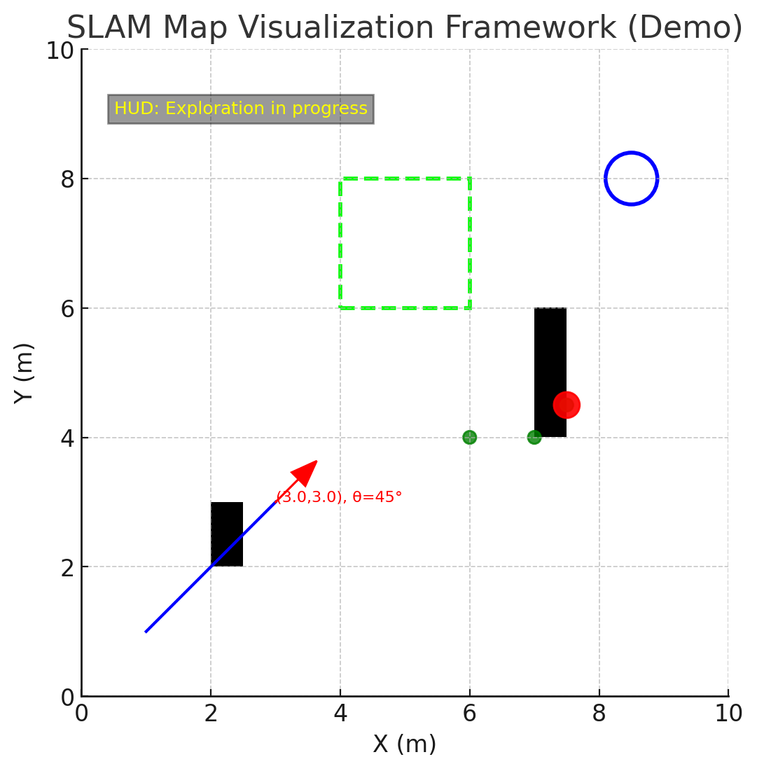 SLAM Map Visualization Framework (Demo)
10
HUD: Exploration in progress
8
6
Y (m)
4
(3.0,3.0), θ=45°
2
0
0 2 4 6 8 10
X (m)